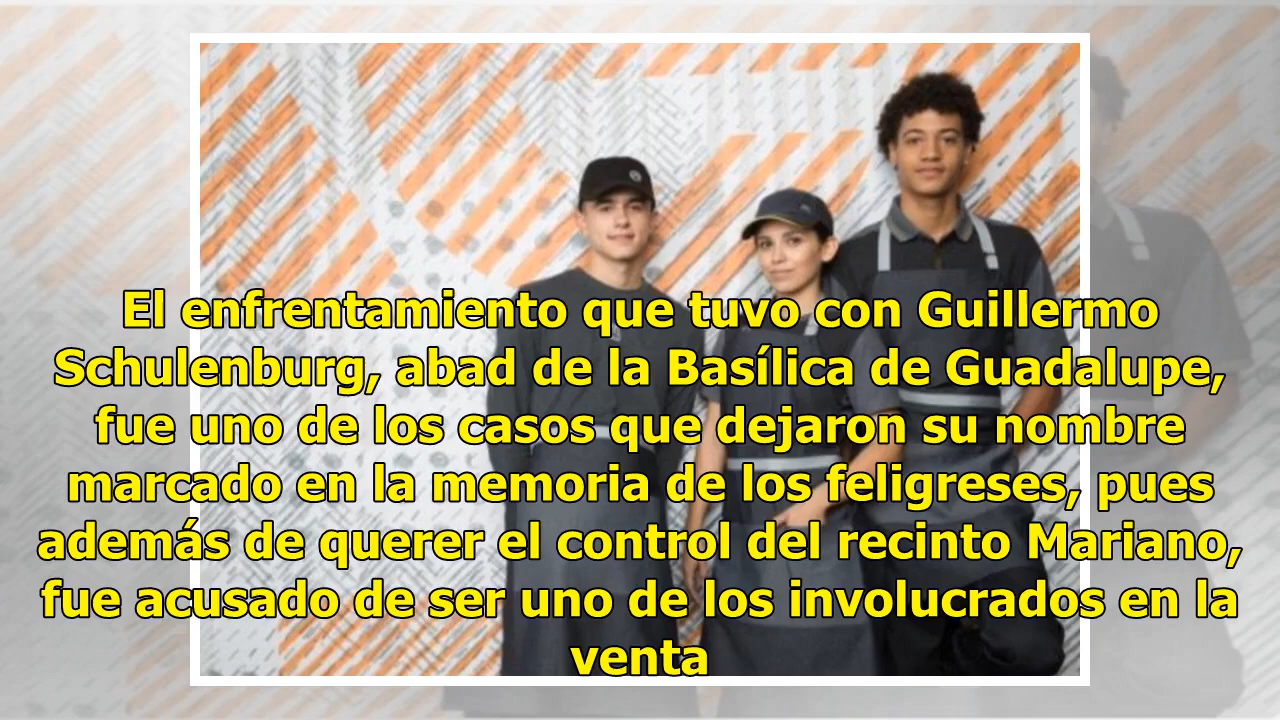 El enfrentamiento que tuvo con Guillermo
Schulenburg, abad de la Basílica de Guadalupe,
fue uno de los casos que dejaron su nombre
marcado en la memoria de los feligreses, pues
además de querer el control del recinto Mariano,
fue acusado de ser uno de los involucrados en la
venta